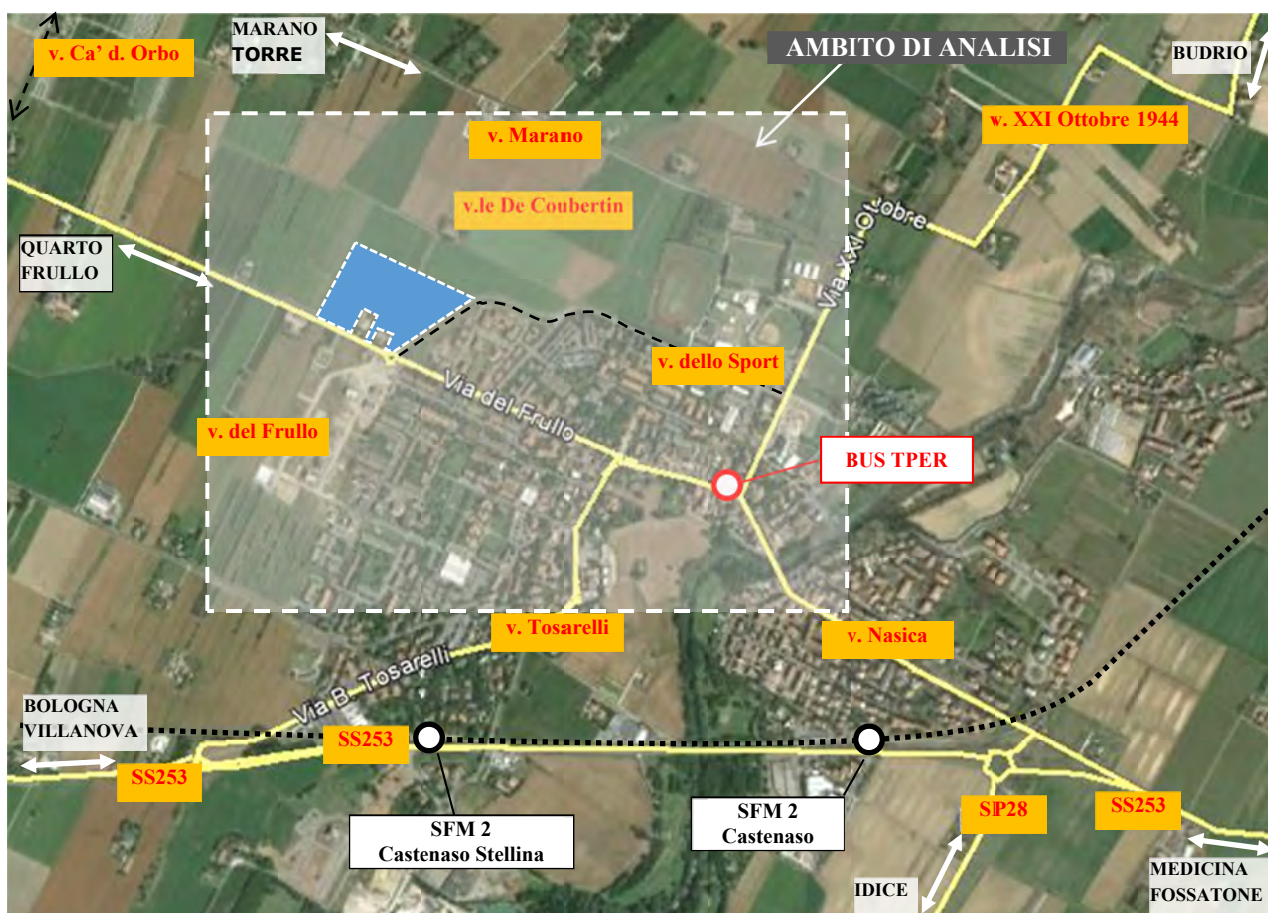 MARANO
TORRE
v. Ca' d. Orbo
AMBITO DI ANALISI
BUDRIO
v. XXI Ottobre 1944
v. Marano
v.le De Coubertin
QUARTO
FRULLO
Via XXI Ottobre
v. dello Sport
Via del Frullo
v. del Frullo
BUS TPER
v. Tosarelli
v. Nasica
Via B. Tosarelli
BOLOGNA
VILLANOVA
SS253
SS253
SFM 2
Castenaso Stellina
SFM 2
Castenaso
SP28
SS253
IDICE
MEDICINA
FOSSATONE